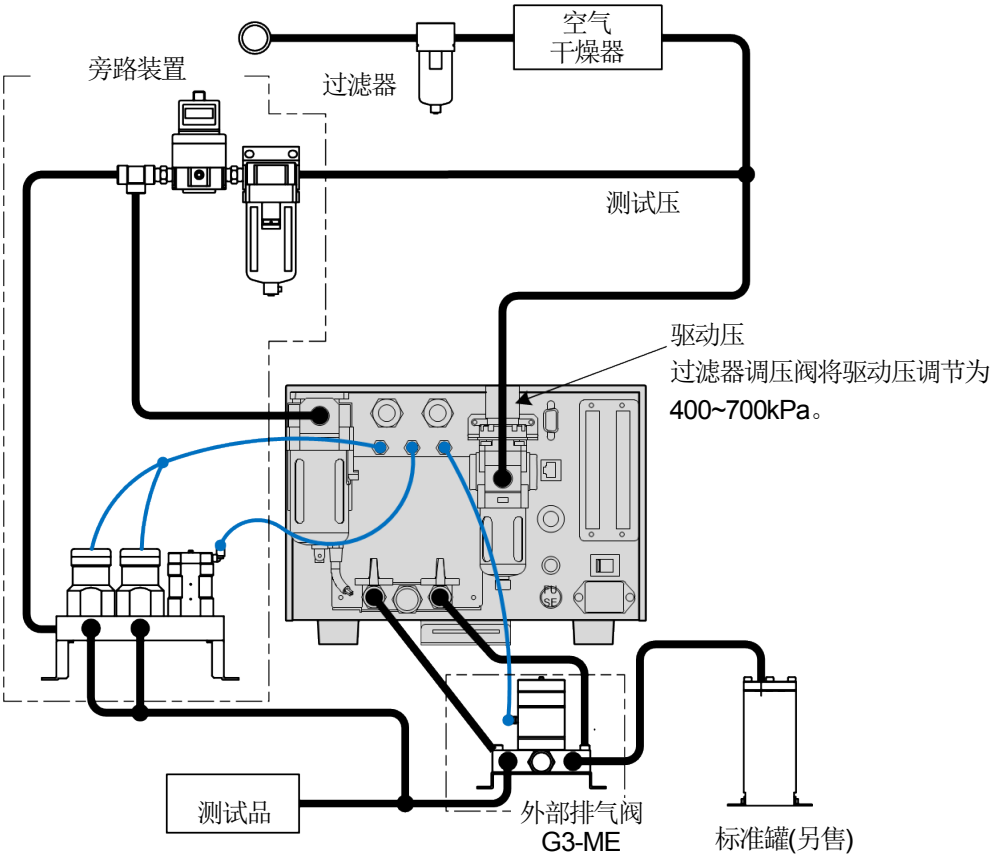 空气
干燥器
旁路装置
过滤器
测试压
驱动压
过滤器调压阀将驱动压调节为
400~700kPa。
FU
SE
测试品
外部排气阀
G3-ME
标准罐(另售)